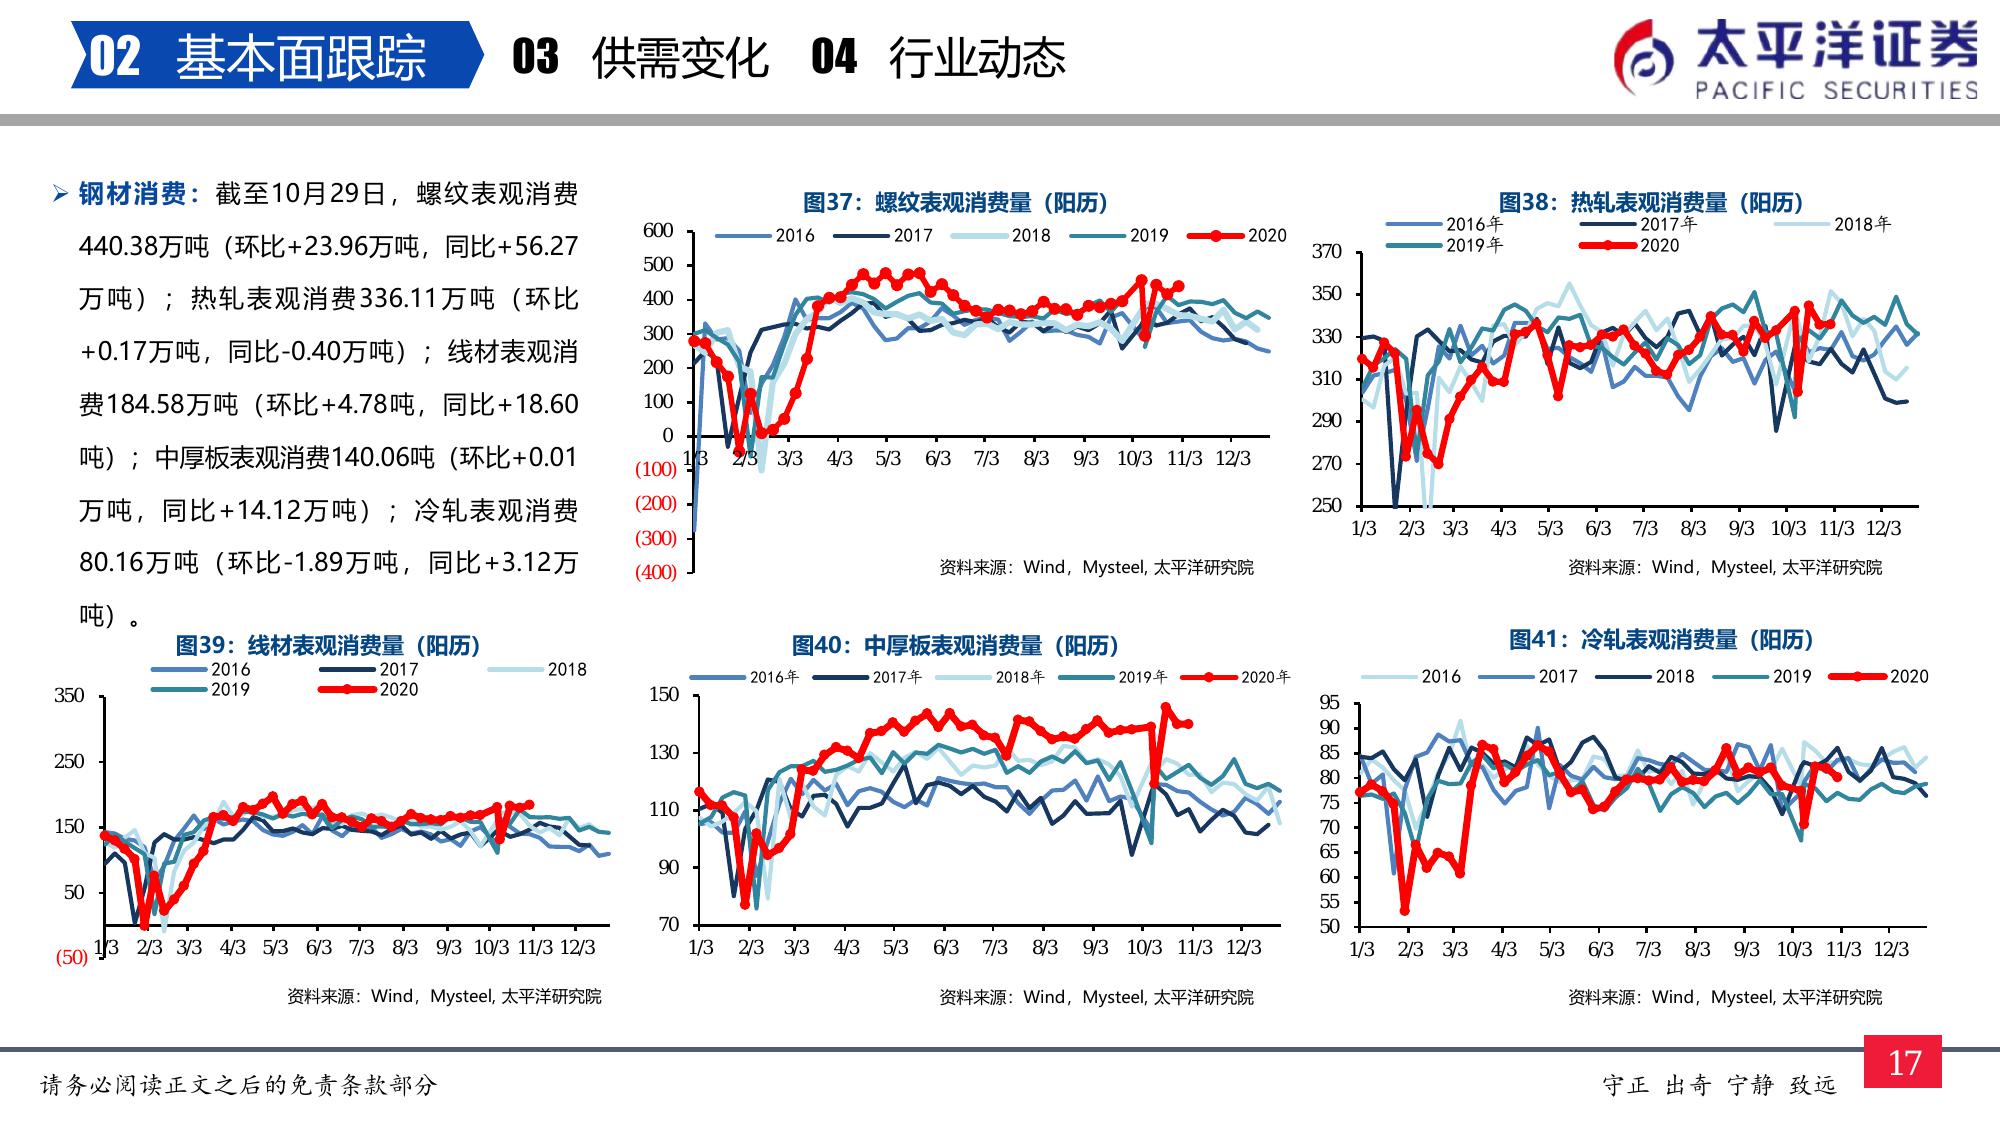 02 基本面跟踪 03 供需变化 04 行业动态
太平洋证券
PACIFIC SECURITIES
钢材消费：截至10月29日，螺纹表观消费
440.38万吨（环比+23.96万吨，同比+56.27
万吨）；热轧表观消费336.11万吨（环比
+0.17万吨，同比-0.40万吨）；线材表观消
费184.58万吨（环比+4.78吨，同比+18.60
吨）；中厚板表观消费140.06吨（环比+0.01
万吨，同比+14.12万吨）；冷轧表观消费
80.16万吨（环比-1.89万吨，同比+3.12万
吨）。
图37：螺纹表观消费量（阳历）
2016 2017 2018 2019 2020
600
500
400
300
200
100
0
(100)
(200)
(300)
(400)
1/3 2/3 3/3 4/3 5/3 6/3 7/3 8/3 9/3 10/3 11/3 12/3
资料来源：Wind，Mysteel, 太平洋研究院
图38：热轧表观消费量（阳历）
2016年 2017年 2018年
2019年 2020
370
350
330
310
290
270
250
1/3 2/3 3/3 4/3 5/3 6/3 7/3 8/3 9/3 10/3 11/3 12/3
资料来源：Wind，Mysteel, 太平洋研究院
图39：线材表观消费量（阳历）
2016 2017 2018
2019 2020
350
250
150
50
(50)
1/3 2/3 3/3 4/3 5/3 6/3 7/3 8/3 9/3 10/3 11/3 12/3
资料来源：Wind，Mysteel, 太平洋研究院
图40：中厚板表观消费量（阳历）
2016年 2017年 2018年 2019年 2020年
150
130
110
90
70
1/3 2/3 3/3 4/3 5/3 6/3 7/3 8/3 9/3 10/3 11/3 12/3
资料来源：Wind，Mysteel, 太平洋研究院
图41：冷轧表观消费量（阳历）
2016 2017 2018 2019 2020
95
90
85
80
75
70
65
60
55
50
1/3 2/3 3/3 4/3 5/3 6/3 7/3 8/3 9/3 10/3 11/3 12/3
资料来源：Wind，Mysteel, 太平洋研究院
请务必阅读正文之后的免责条款部分
守正 出奇 宁静 致远
17